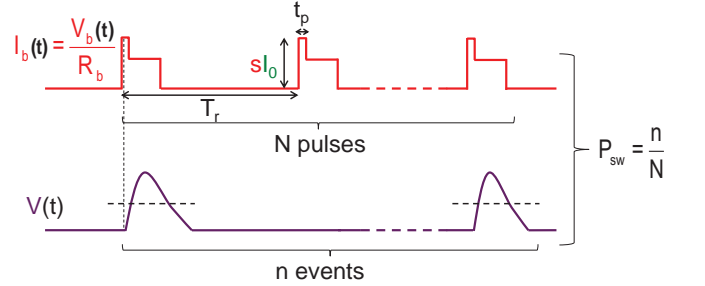 t_p
I_b(t) = V_b(t) / R_b
sI_0
T_r
N pulses
P_sw = n / N
V(t)
n events